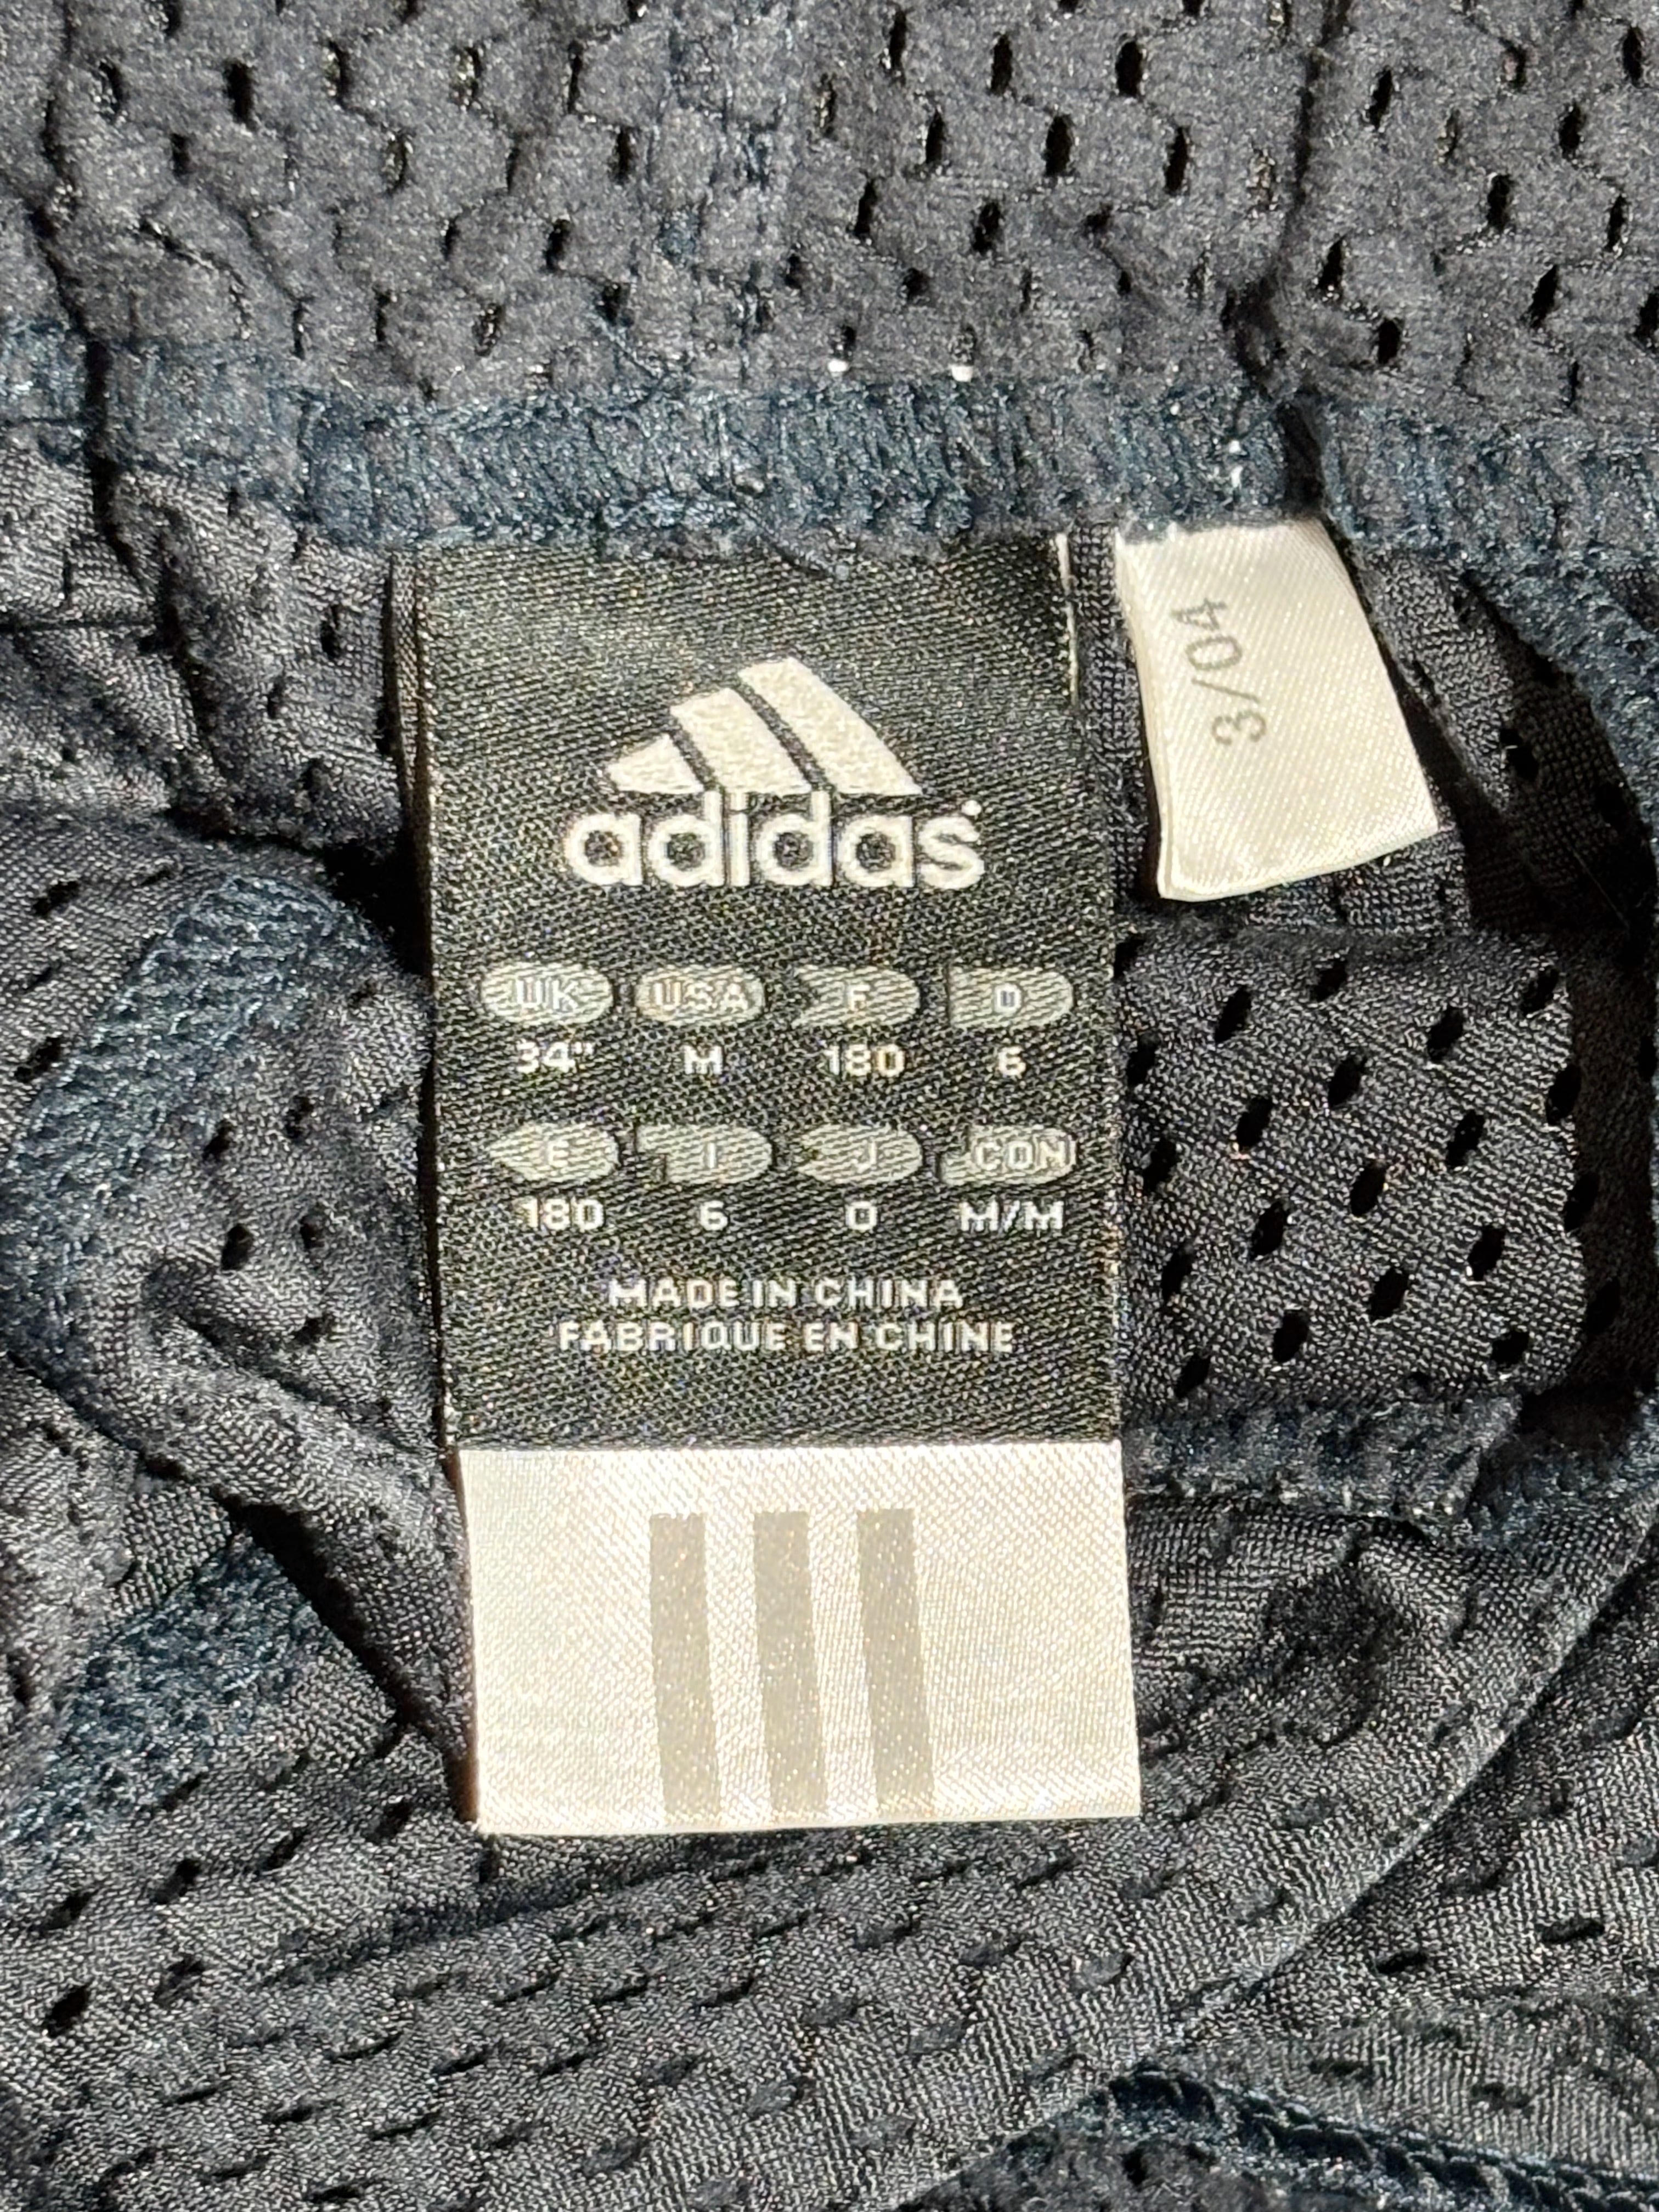 adidas
UK USA F D
34" M 180 6
E I J CON
180 6 O M/M
MADE IN CHINA
FABRIQUE EN CHINE
3/04